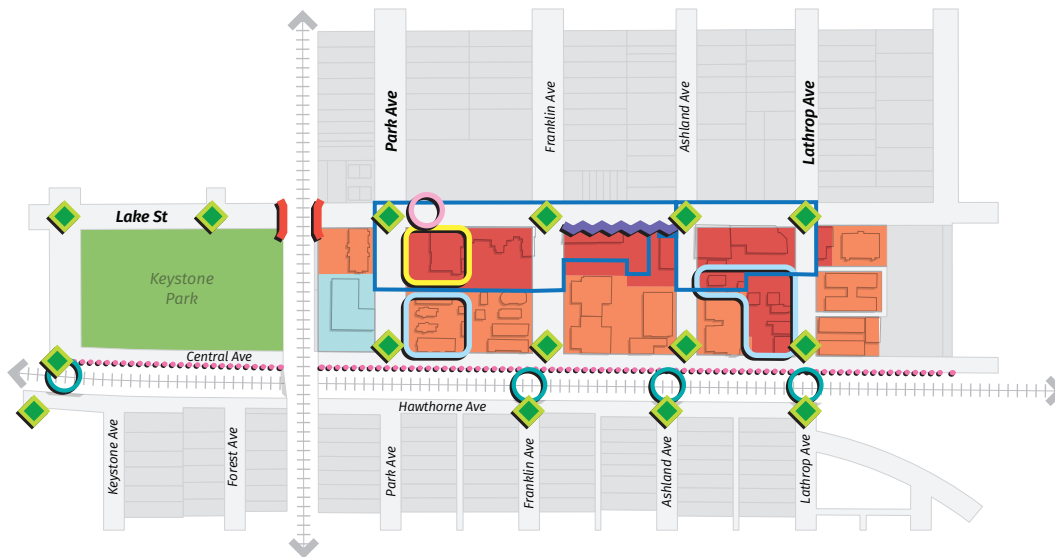 Park Ave
Franklin Ave
Ashland Ave
Lathrop Ave
Lake St
Keystone
Park
Central Ave
Hawthorne Ave
Keystone Ave
Forest Ave
Park Ave
Franklin Ave
Ashland Ave
Lathrop Ave